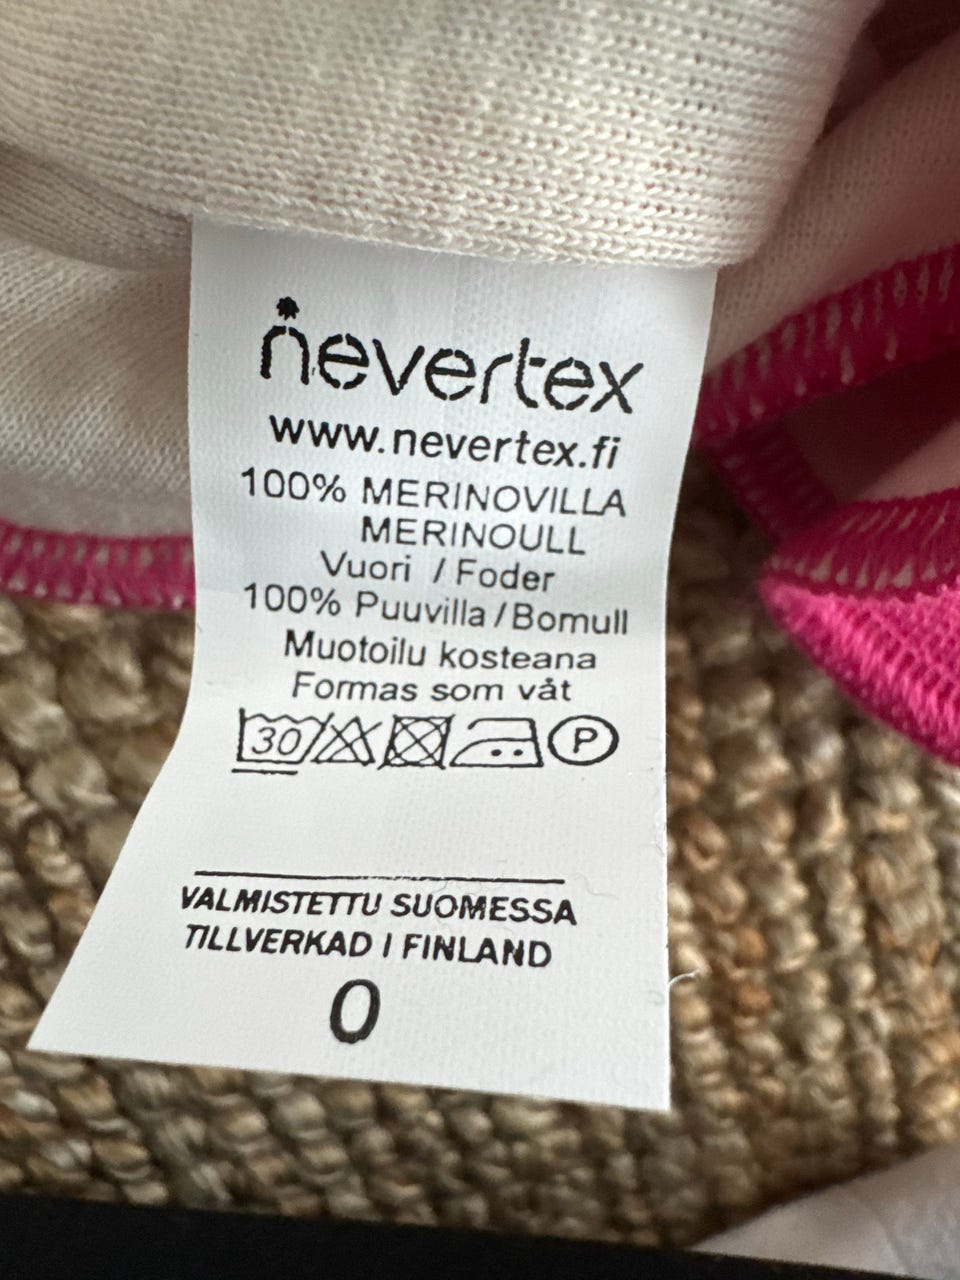 nevertex
www.nevertex.fi
100% MERINOVILLA
MERINOULL
Vuori / Foder
100% Puuvilla / Bomull
Muotoilu kosteana
Formas som våt
30 P
VALMISTETTU SUOMESSA
TILLVERKAD I FINLAND
0